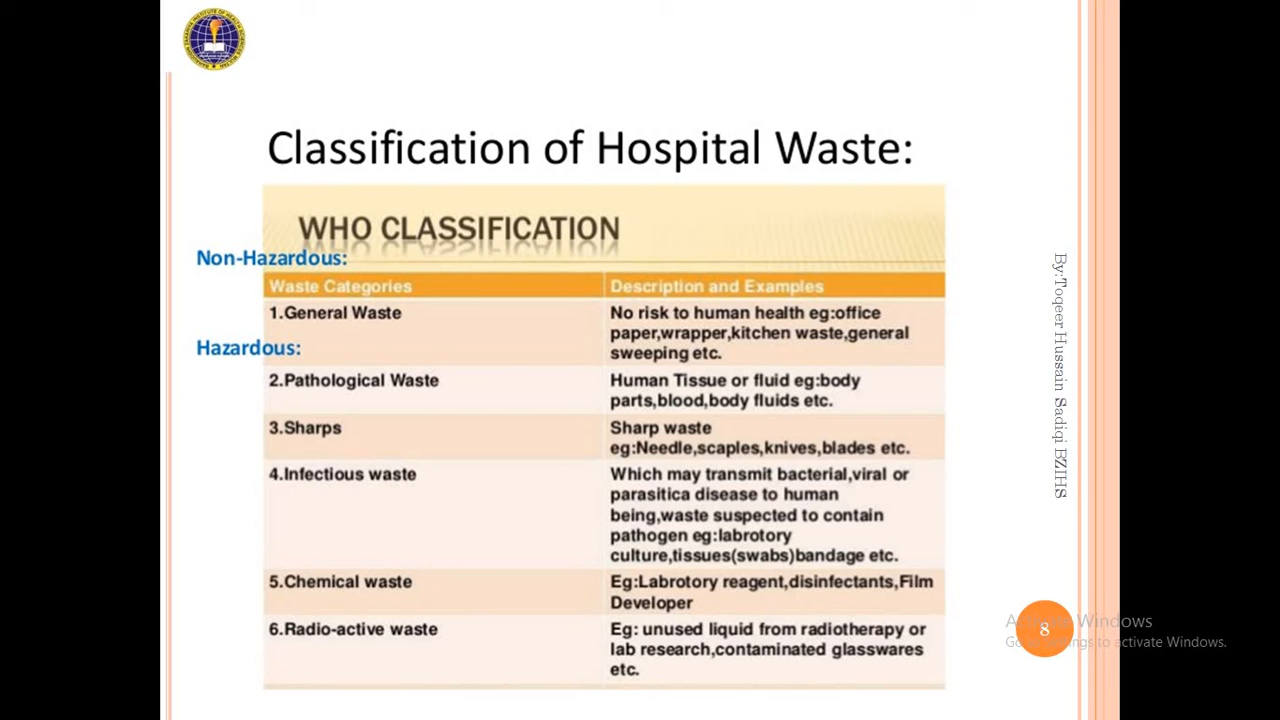 Classification of Hospital Waste:
WHO CLASSIFICATION
Non-Hazardous:
Waste Categories
Description and Examples
1.General Waste
No risk to human health eg:office
paper,wrapper,kitchen waste,general
sweeping etc.
Hazardous:
2.Pathological Waste
Human Tissue or fluid eg:body
parts,blood,body fluids etc.
3.Sharps
Sharp waste
eg:Needle,scaples,knives,blades etc.
4.Infectious waste
Which may transmit bacterial,viral or
parasitica disease to human
being,waste suspected to contain
pathogen eg:labrotory
culture,tissues(swabs)bandage etc.
5.Chemical waste
Eg:Labrotory reagent,disinfectants,Film
Developer
6.Radio-active waste
Eg: unused liquid from radiotherapy or
lab research,contaminated glasswares
etc.
By:Toqeer Hussain Sadiqi BZIHS
8
Activate Windows
Go to Settings to activate Windows.